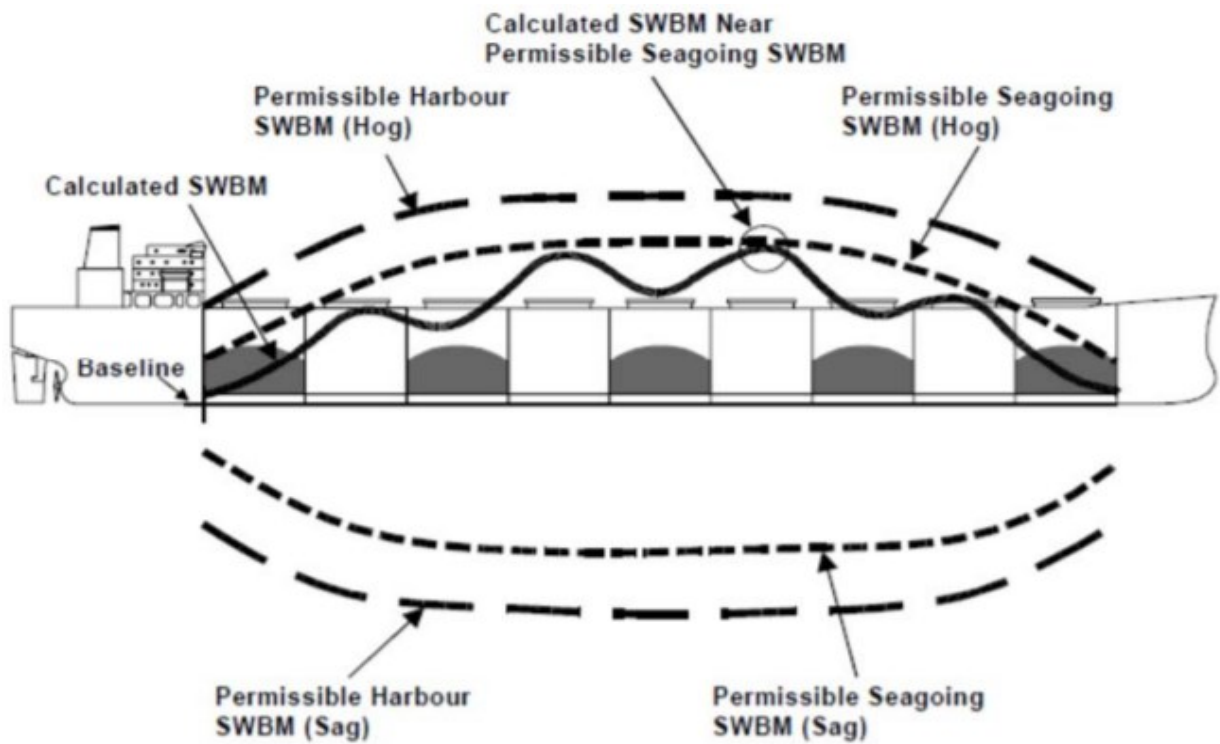 Calculated SWBM Near
Permissible Seagoing SWBM
Permissible Harbour
SWBM (Hog)
Permissible Seagoing
SWBM (Hog)
Calculated SWBM
Baseline
Permissible Harbour
SWBM (Sag)
Permissible Seagoing
SWBM (Sag)